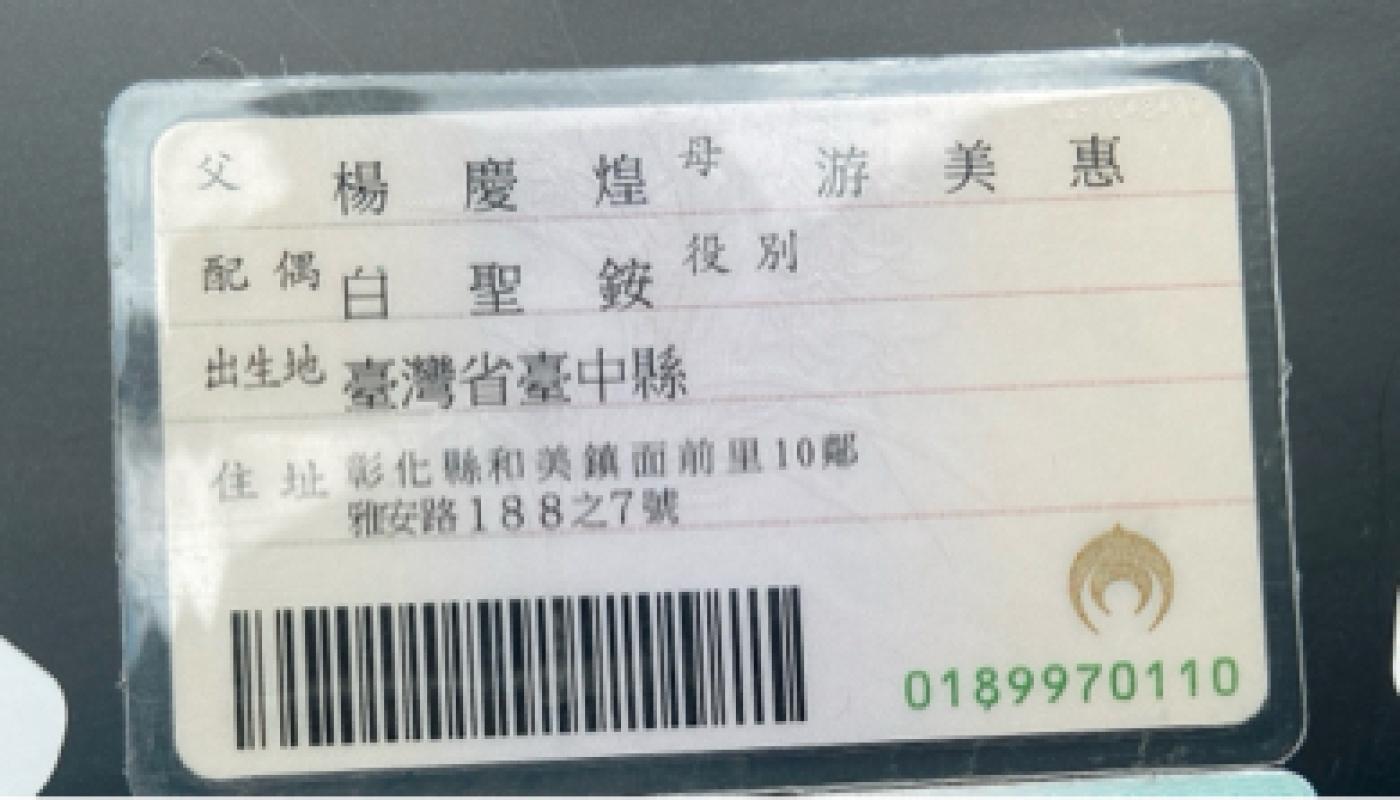 父 楊慶煌 母 游美惠
配偶 白聖銨 役別
出生地 臺灣省臺中縣
住址 彰化縣和美鎮面前里10鄰
雅安路188之7號
0189970110